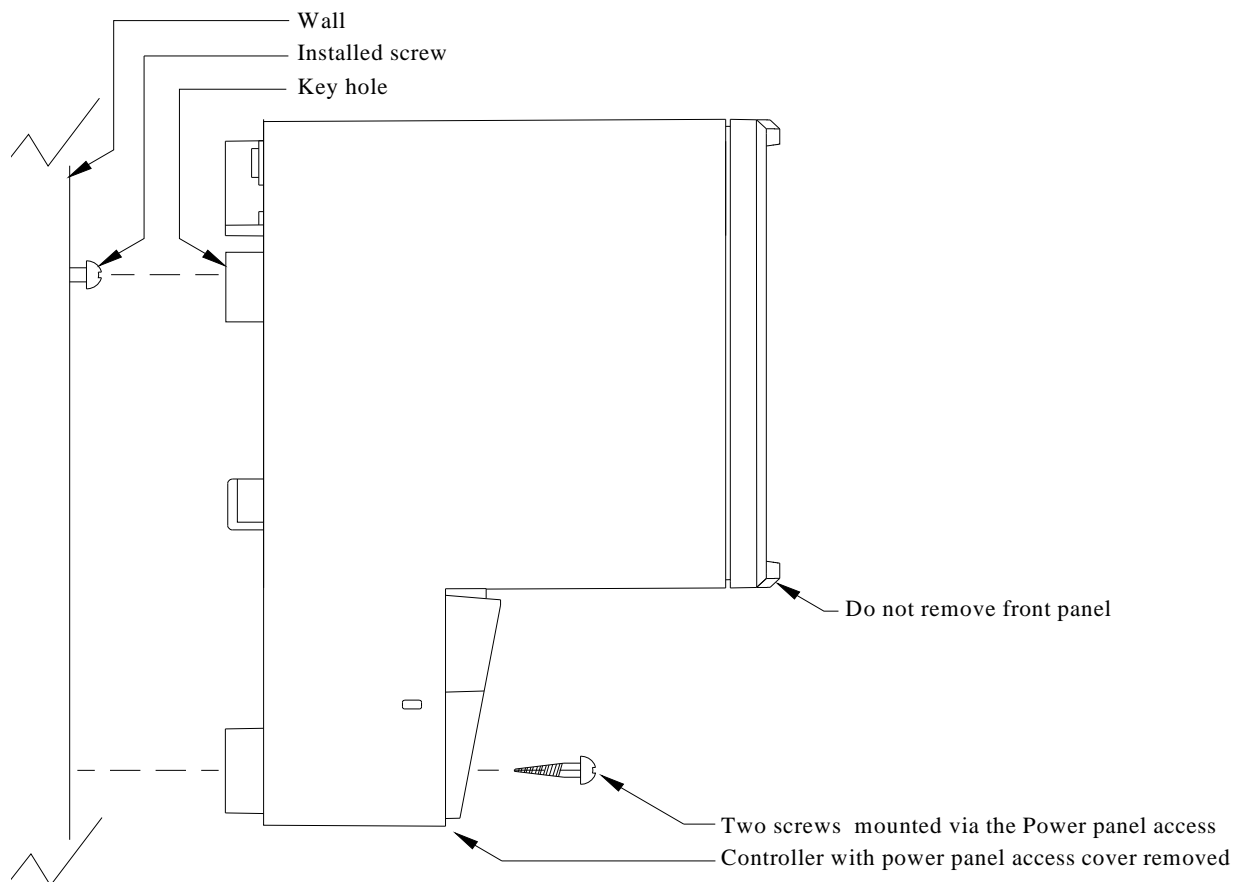 Wall
Installed screw
Key hole
Do not remove front panel
Two screws mounted via the Power panel access
Controller with power panel access cover removed